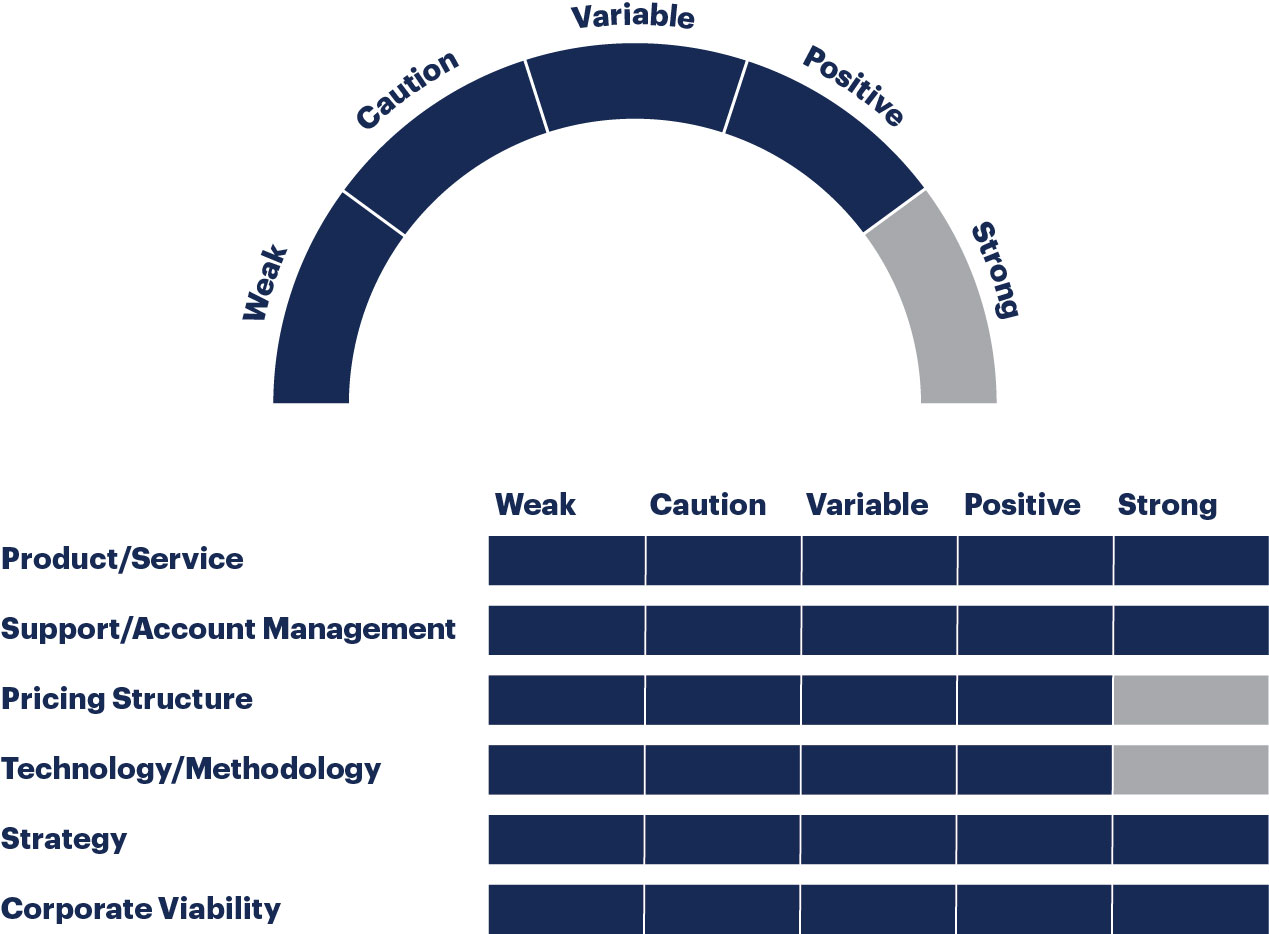 Weak
Caution
Variable
Positive
Strong
Weak Caution Variable Positive Strong
Product/Service
Support/Account Management
Pricing Structure
Technology/Methodology
Strategy
Corporate Viability